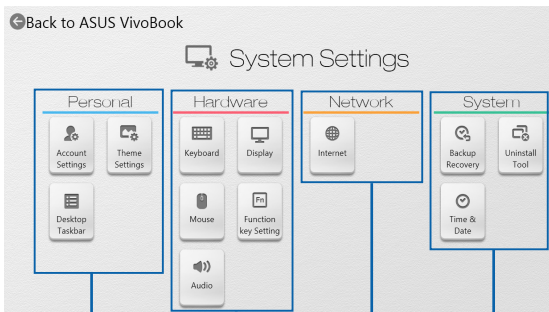 Back to ASUS VivoBook
System Settings
Personal
Hardware
Network
System
Account
Settings
Theme
Settings
Keyboard
Display
Internet
Backup
Recovery
Uninstall
Tool
Desktop
Taskbar
Mouse
Fn
Function
key Setting
Time &
Date
Audio